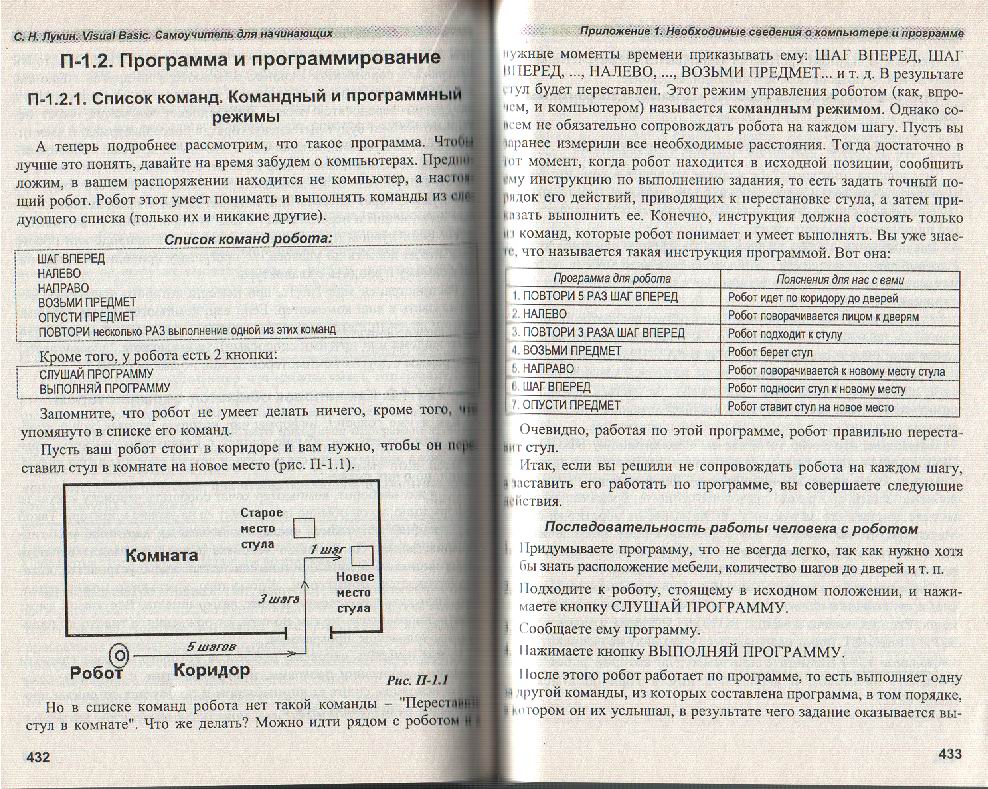 С. Н. Лукин. Visual Basic. Самоучитель для начинающих
П-1.2. Программа и программирование
П-1.2.1. Список команд. Командный и программный
режимы
А теперь подробнее рассмотрим, что такое программа. Чтобы
лучше это понять, давайте на время забудем о компьютерах. Предпо-
ложим, в вашем распоряжении находится не компьютер, а настоя-
щий робот. Робот этот умеет понимать и выполнять команды из сле-
дующего списка (только их и никакие другие).
Список команд робота:
ШАГ ВПЕРЕД
НАЛЕВО
НАПРАВО
ВОЗЬМИ ПРЕДМЕТ
ОПУСТИ ПРЕДМЕТ
ПОВТОРИ несколько РАЗ выполнение одной из этих команд
Кроме того, у робота есть 2 кнопки:
СЛУШАЙ ПРОГРАММУ
ВЫПОЛНЯЙ ПРОГРАММУ
Запомните, что робот не умеет делать ничего, кроме того, что
упомянуто в списке его команд.
Пусть ваш робот стоит в коридоре и вам нужно, чтобы он пере-
ставил стул в комнате на новое место (рис. П-1.1).
Старое
место
стула
Комната
1 шаг
Новое
место
стула
3 шага
5 шагов
Робот
Коридор
Рис. П-1.1
Но в списке команд робота нет такой команды – "Переставь
стул в комнате". Что же делать? Можно идти рядом с роботом и в
432
Приложение 1. Необходимые сведения о компьютере и программе
нужные моменты времени приказывать ему: ШАГ ВПЕРЕД, ШАГ
ВПЕРЕД, ..., НАЛЕВО, ..., ВОЗЬМИ ПРЕДМЕТ... и т. д. В результате
стул будет переставлен. Этот режим управления роботом (как, впро-
чем, и компьютером) называется командным режимом. Однако со-
всем не обязательно сопровождать робота на каждом шагу. Пусть вы
заранее измерили все необходимые расстояния. Тогда достаточно в
тот момент, когда робот находится в исходной позиции, сообщить
ему инструкцию по выполнению задания, то есть задать точный по-
рядок его действий, приводящих к перестановке стула, а затем при-
казать выполнить ее. Конечно, инструкция должна состоять только
из команд, которые робот понимает и умеет выполнять. Вы уже знае-
те, что называется такая инструкция программой. Вот она:
Программа для робота Пояснения для нас с вами
1. ПОВТОРИ 5 РАЗ ШАГ ВПЕРЕД Робот идет по коридору до дверей
2. НАЛЕВО Робот поворачивается лицом к дверям
3. ПОВТОРИ 3 РАЗА ШАГ ВПЕРЕД Робот подходит к стулу
4. ВОЗЬМИ ПРЕДМЕТ Робот берет стул
5. НАПРАВО Робот поворачивается к новому месту стула
6. ШАГ ВПЕРЕД Робот подносит стул к новому месту
7. ОПУСТИ ПРЕДМЕТ Робот ставит стул на новое место
Очевидно, работая по этой программе, робот правильно переста-
вит стул.
Итак, если вы решили не сопровождать робота на каждом шагу,
а заставить его работать по программе, вы совершаете следующие
действия.
Последовательность работы человека с роботом
1. Придумываете программу, что не всегда легко, так как нужно хотя
бы знать расположение мебели, количество шагов до дверей и т. п.
2. Подходите к роботу, стоящему в исходном положении, и нажи-
маете кнопку СЛУШАЙ ПРОГРАММУ.
3. Сообщаете ему программу.
4. Нажимаете кнопку ВЫПОЛНЯЙ ПРОГРАММУ.
После этого робот работает по программе, то есть выполняет одну
за другой команды, из которых составлена программа, в том порядке,
в котором он их услышал, в результате чего задание оказывается вы-
433